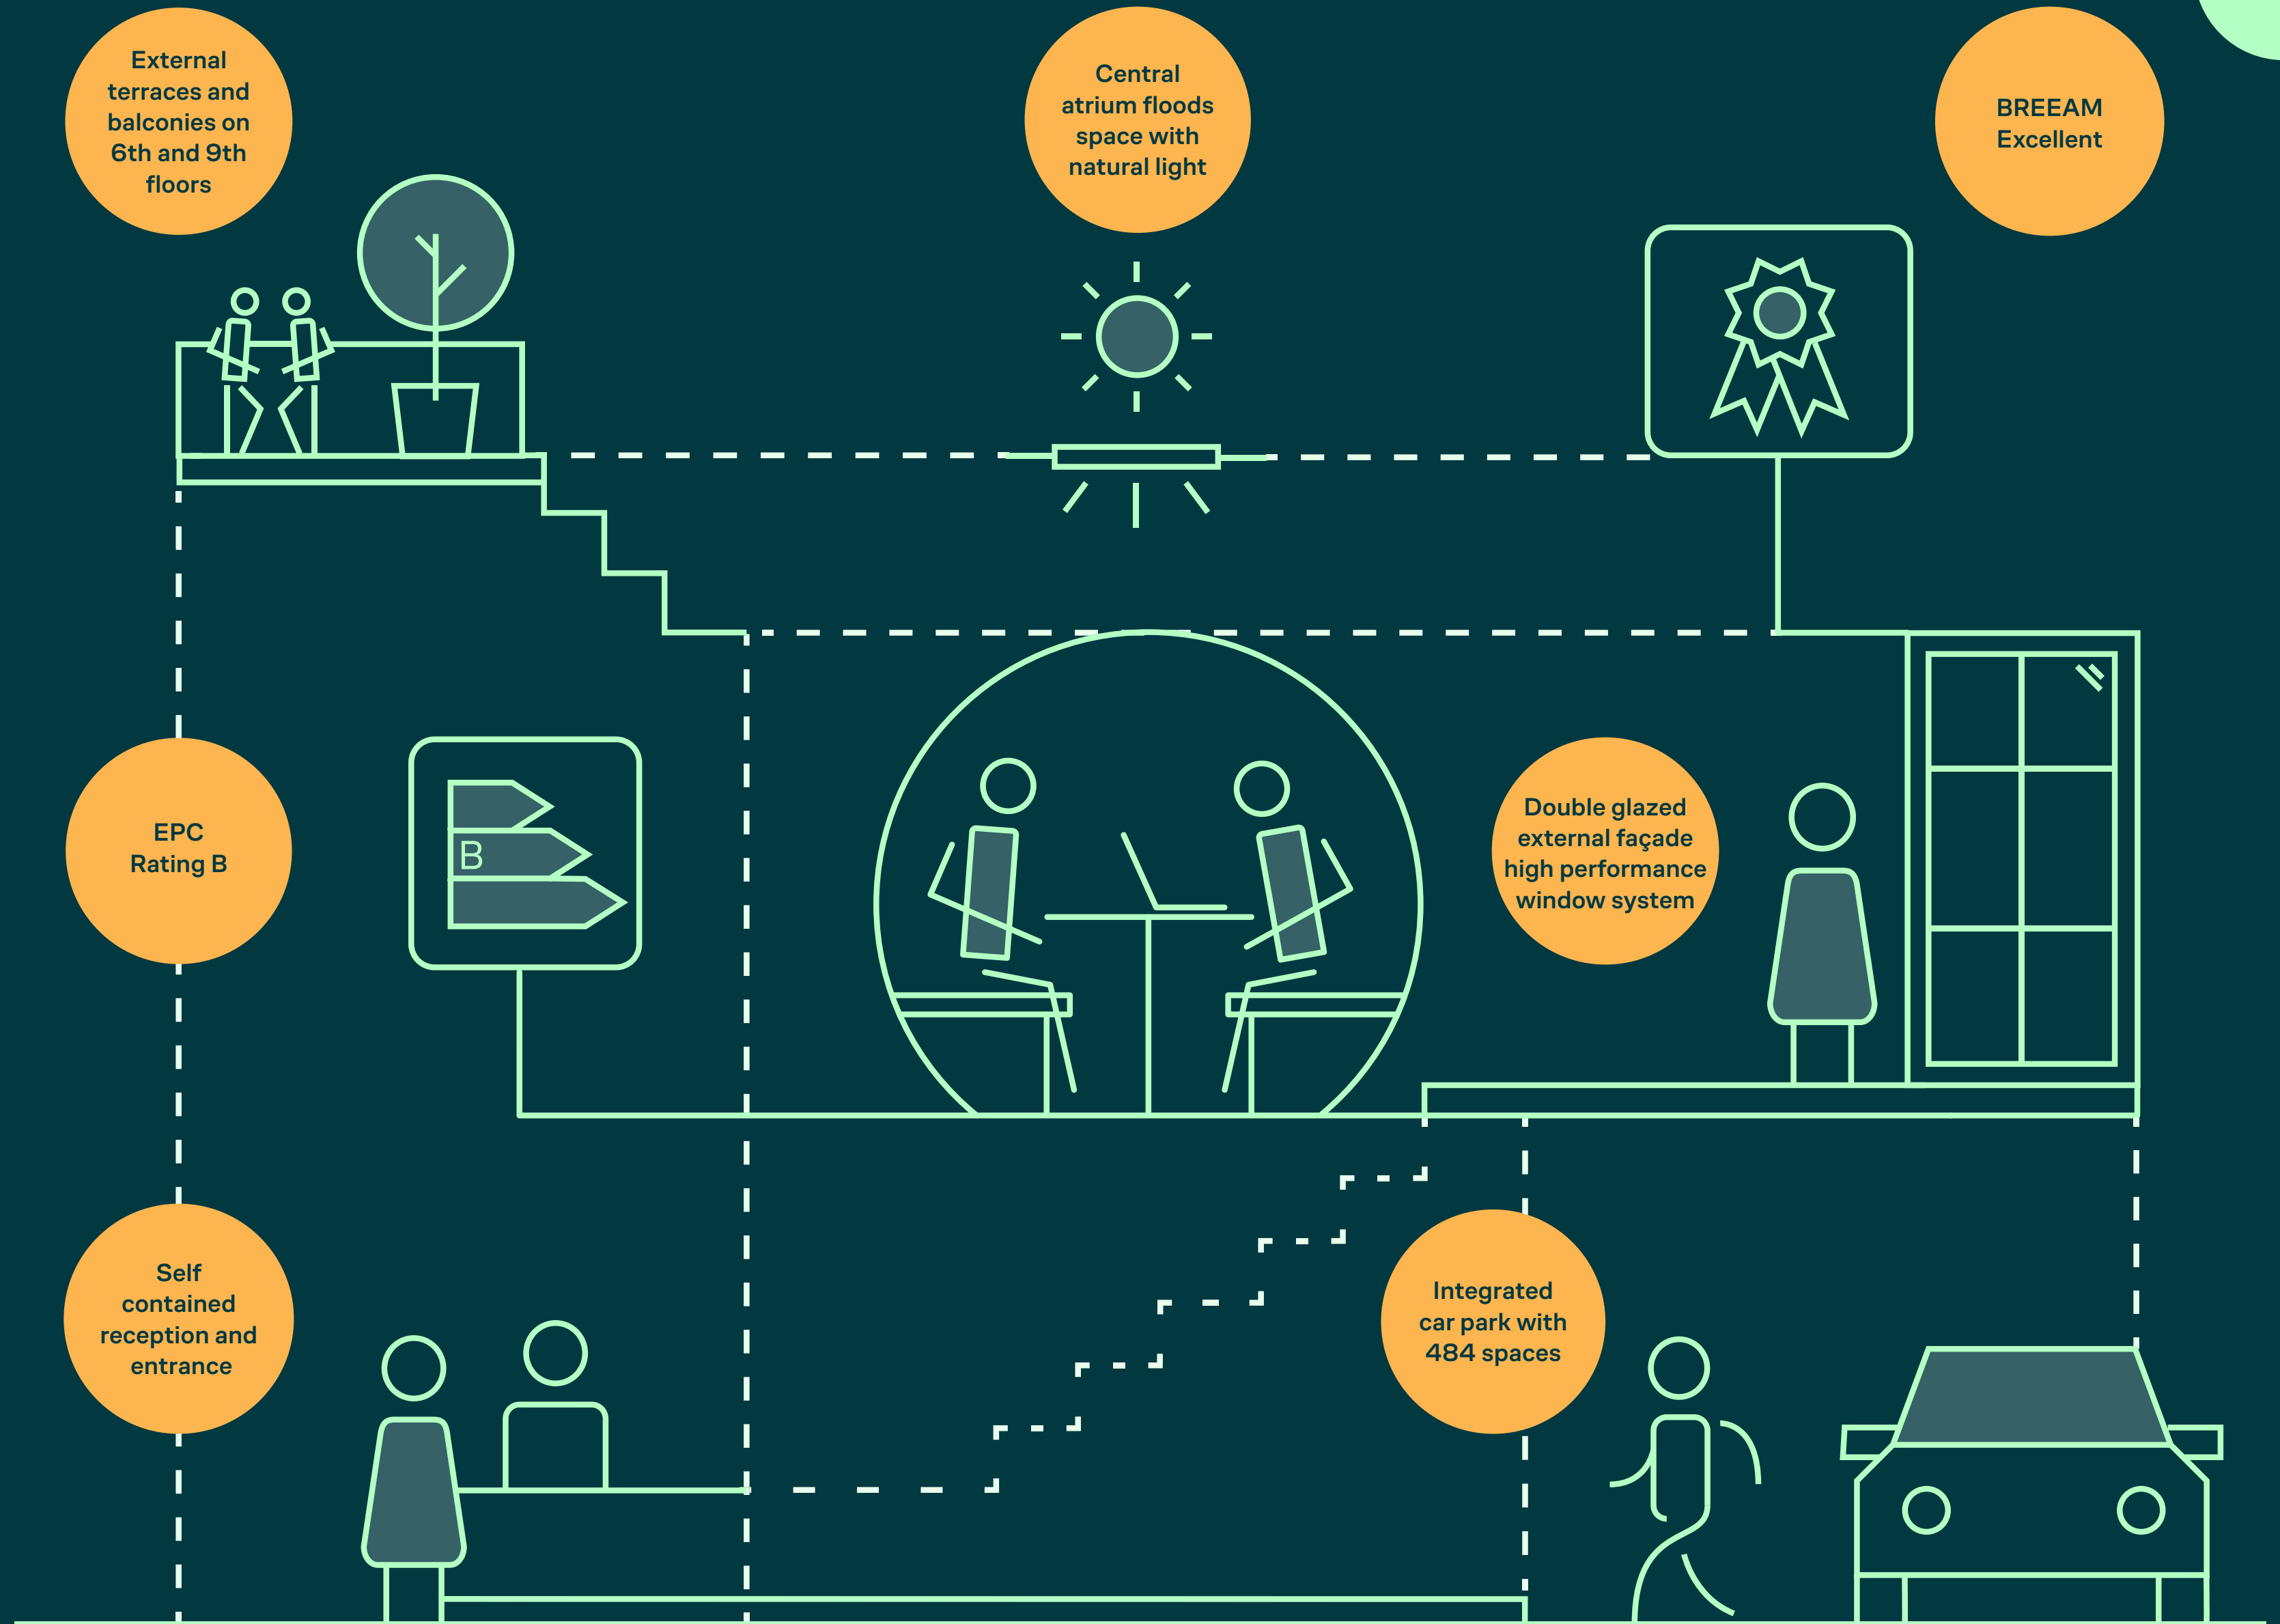 External
terraces and
balconies on
6th and 9th
floors
Central
atrium floods
space with
natural light
BREEAM
Excellent
EPC
Rating B
B
Double glazed
external façade
high performance
window system
Self
contained
reception and
entrance
Integrated
car park with
484 spaces